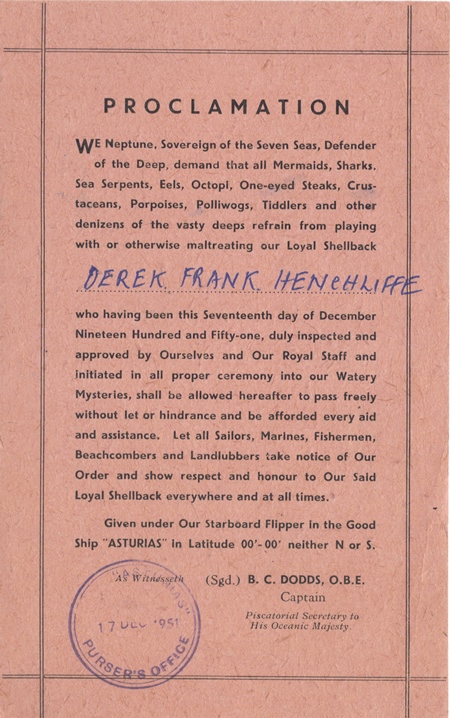 PROCLAMATION
WE Neptune, Sovereign of the Seven Seas, Defender
of the Deep, demand that all Mermaids, Sharks.
Sea Serpents, Eels, Octopi, One-eyed Steaks, Crus-
taceans, Porpoises, Polliwogs, Tiddlers and other
denizens of the vasty deeps refrain from playing
with or otherwise maltreating our Loyal Shellback
DEREK. FRANK. HENCHLIFFE
who having been this Seventeenth day of December
Nineteen Hundred and Fifty-one, duly inspected and
approved by Ourselves and Our Royal Staff and
initiated in all proper ceremony into our Watery
Mysteries, shall be allowed hereafter to pass freely
without let or hindrance and be afforded every aid
and assistance. Let all Sailors, Marines, Fishermen,
Beachcombers and Landlubbers take notice of Our
Order and show respect and honour to Our Said
Loyal Shellback everywhere and at all times.
Given under Our Starboard Flipper in the Good
Ship "ASTURIAS" in Latitude 00'-00' neither N or S.
As Witnesseth (Sgd.) B. C. DODDS, O.B.E.
Captain
Piscatorial Secretary to
His Oceanic Majesty.
"ASTURIAS"
17 DEC 1951
PURSER'S OFFICE